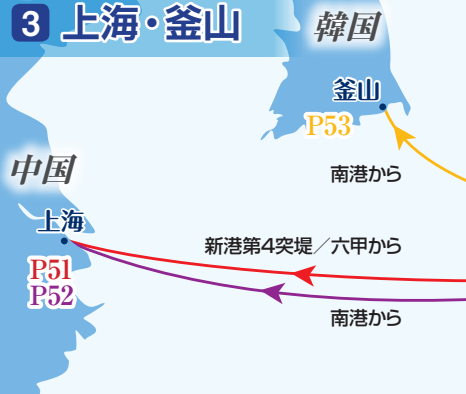 3 上海・釜山
韓国
釜山
P53
南港から
中国
上海
新港第4突堤／六甲から
P51
P52
南港から